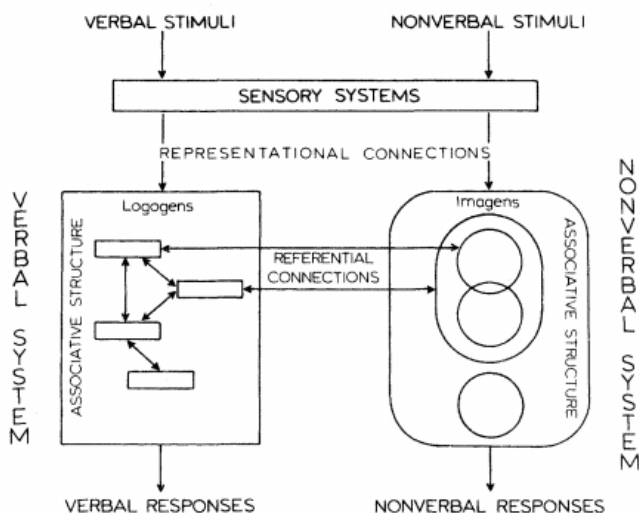 VERBAL STIMULI
NONVERBAL STIMULI
SENSORY SYSTEMS
REPRESENTATIONAL CONNECTIONS
VERBAL SYSTEM
ASSOCIATIVE STRUCTURE
Logogens
REFERENTIAL
CONNECTIONS
Imagens
ASSOCIATIVE STRUCTURE
NONVERBAL SYSTEM
VERBAL RESPONSES
NONVERBAL RESPONSES